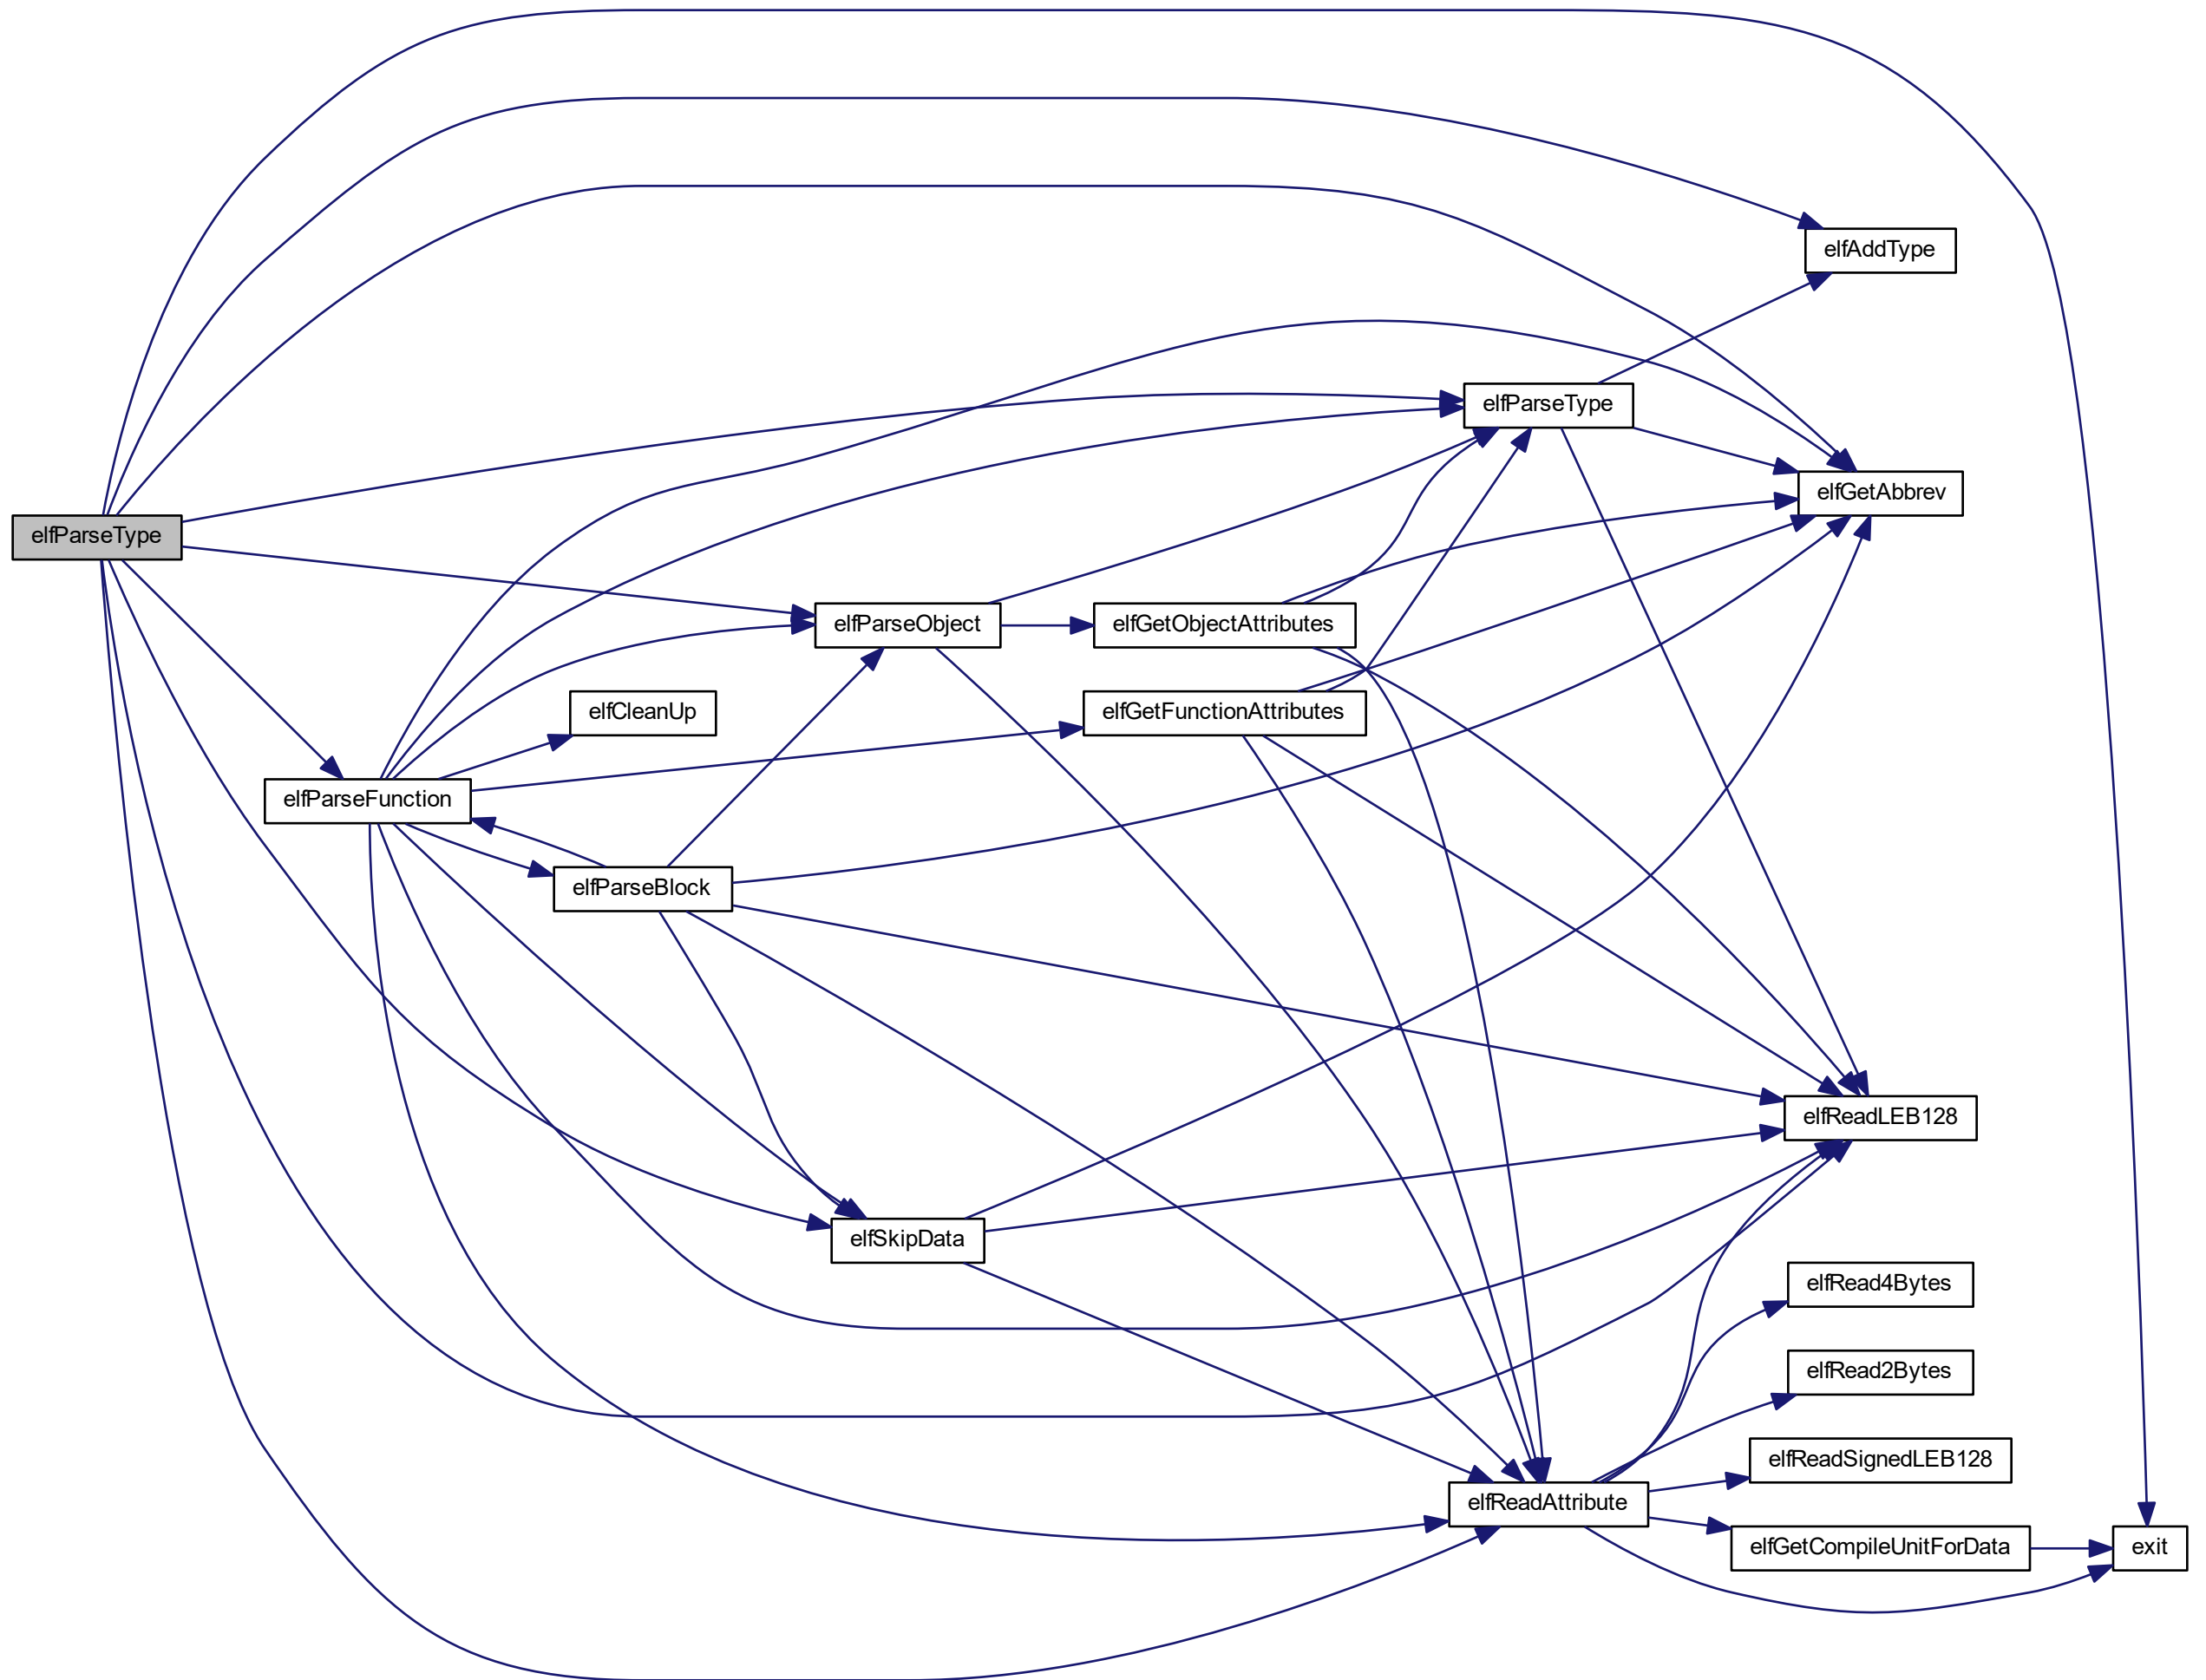 elfAddType
elfParseType
elfGetAbbrev
elfParseType
elfParseObject
elfGetObjectAttributes
elfCleanUp
elfGetFunctionAttributes
elfParseFunction
elfParseBlock
elfReadLEB128
elfSkipData
elfRead4Bytes
elfRead2Bytes
elfReadSignedLEB128
elfReadAttribute
elfGetCompileUnitForData
exit